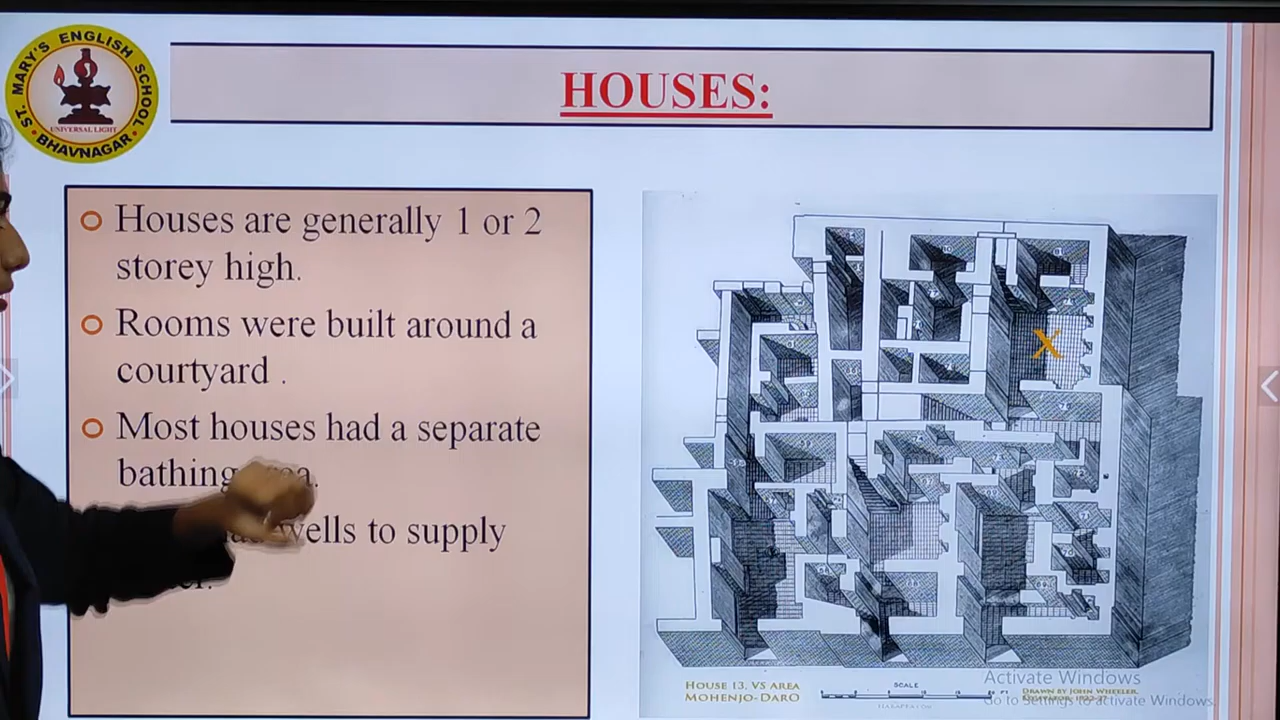 ST. MARY'S ENGLISH SCHOOL
UNIVERSAL LIGHT
BHAVNAGAR
HOUSES:
Houses are generally 1 or 2
storey high.
Rooms were built around a
courtyard .
Most houses had a separate
bathing
wells to supply
X
HOUSE 13, VS AREA
MOHENJO-DARO
SCALE
DRAWN BY JOHN WHEELER,
Activate Windows
Go to Settings to activate Windows.